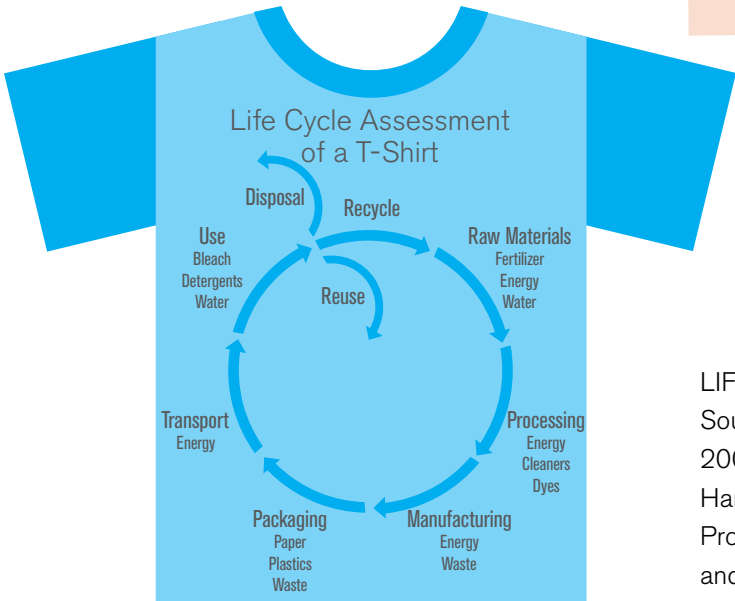 Life Cycle Assessment
of a T-Shirt
Disposal
Recycle
Use
Bleach
Detergents
Water
Reuse
Raw Materials
Fertilizer
Energy
Water
Transport
Energy
Processing
Energy
Cleaners
Dyes
Packaging
Paper
Plastics
Waste
Manufacturing
Energy
Waste
LIF
Sou
200
Har
Pro
and